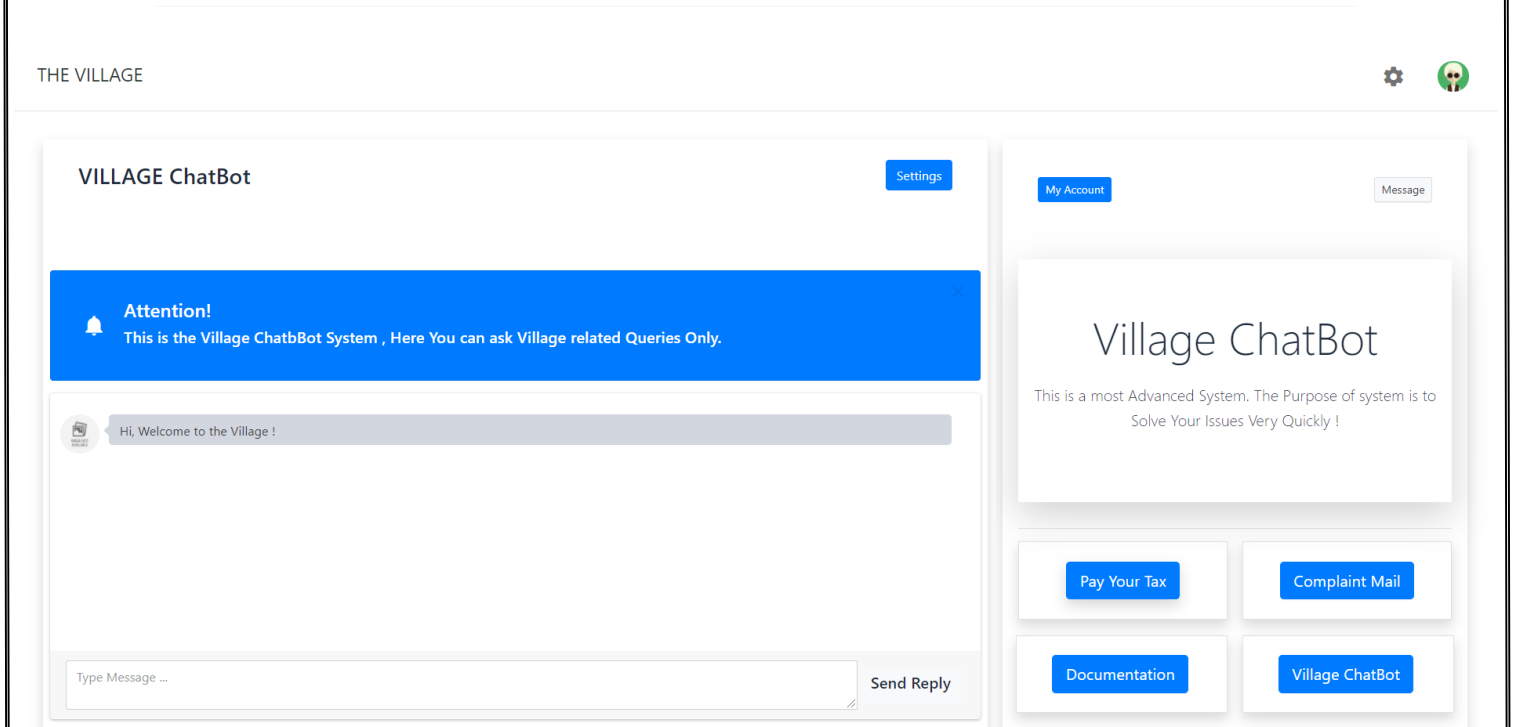 THE VILLAGE
VILLAGE ChatBot
Settings
Attention!
This is the Village ChatbBot System , Here You can ask Village related Queries Only.
Hi, Welcome to the Village !
Type Message ...
Send Reply
My Account
Message
Village ChatBot
This is a most Advanced System. The Purpose of system is to
Solve Your Issues Very Quickly !
Pay Your Tax
Complaint Mail
Documentation
Village ChatBot